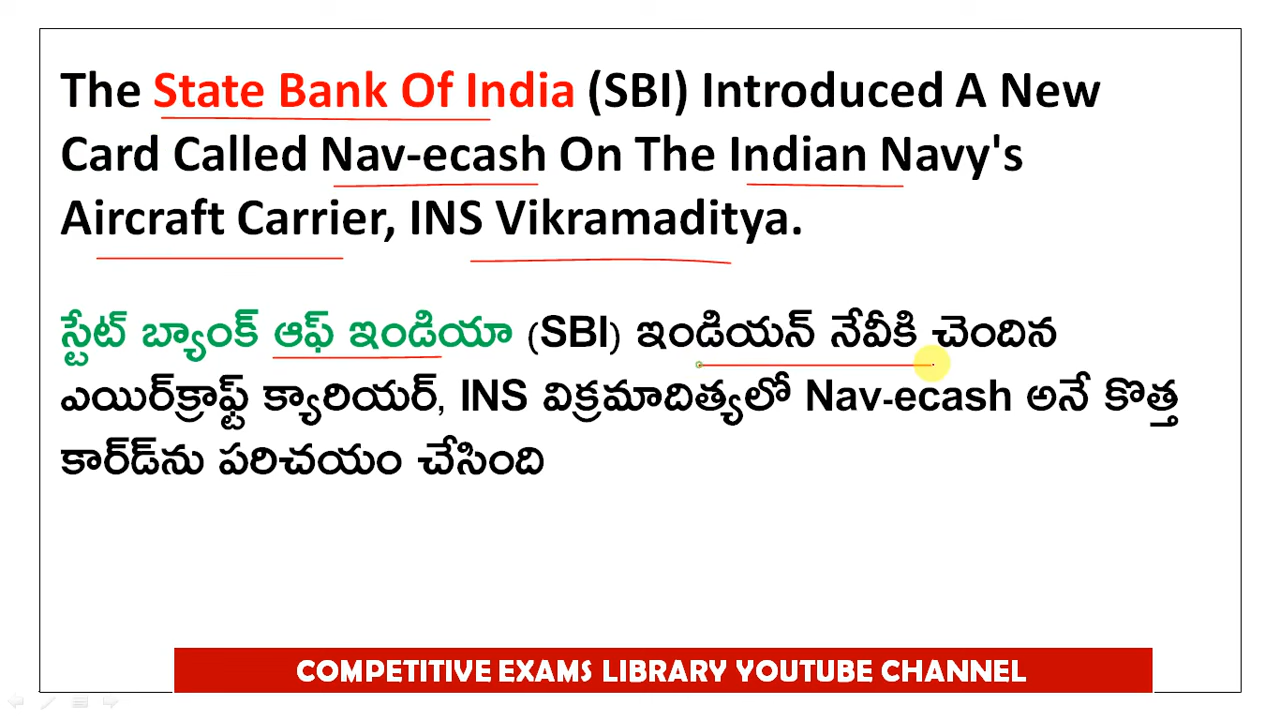 The State Bank Of India (SBI) Introduced A New
Card Called Nav-ecash On The Indian Navy's
Aircraft Carrier, INS Vikramaditya.
స్టేట్ బ్యాంక్ ఆఫ్ ఇండియా (SBI) ఇండియన్ నేవీకి చెందిన
ఎయిర్‌క్రాఫ్ట్ క్యారియర్, INS విక్రమాదిత్యలో Nav-ecash అనే కొత్త
కార్డ్‌ను పరిచయం చేసింది
COMPETITIVE EXAMS LIBRARY YOUTUBE CHANNEL